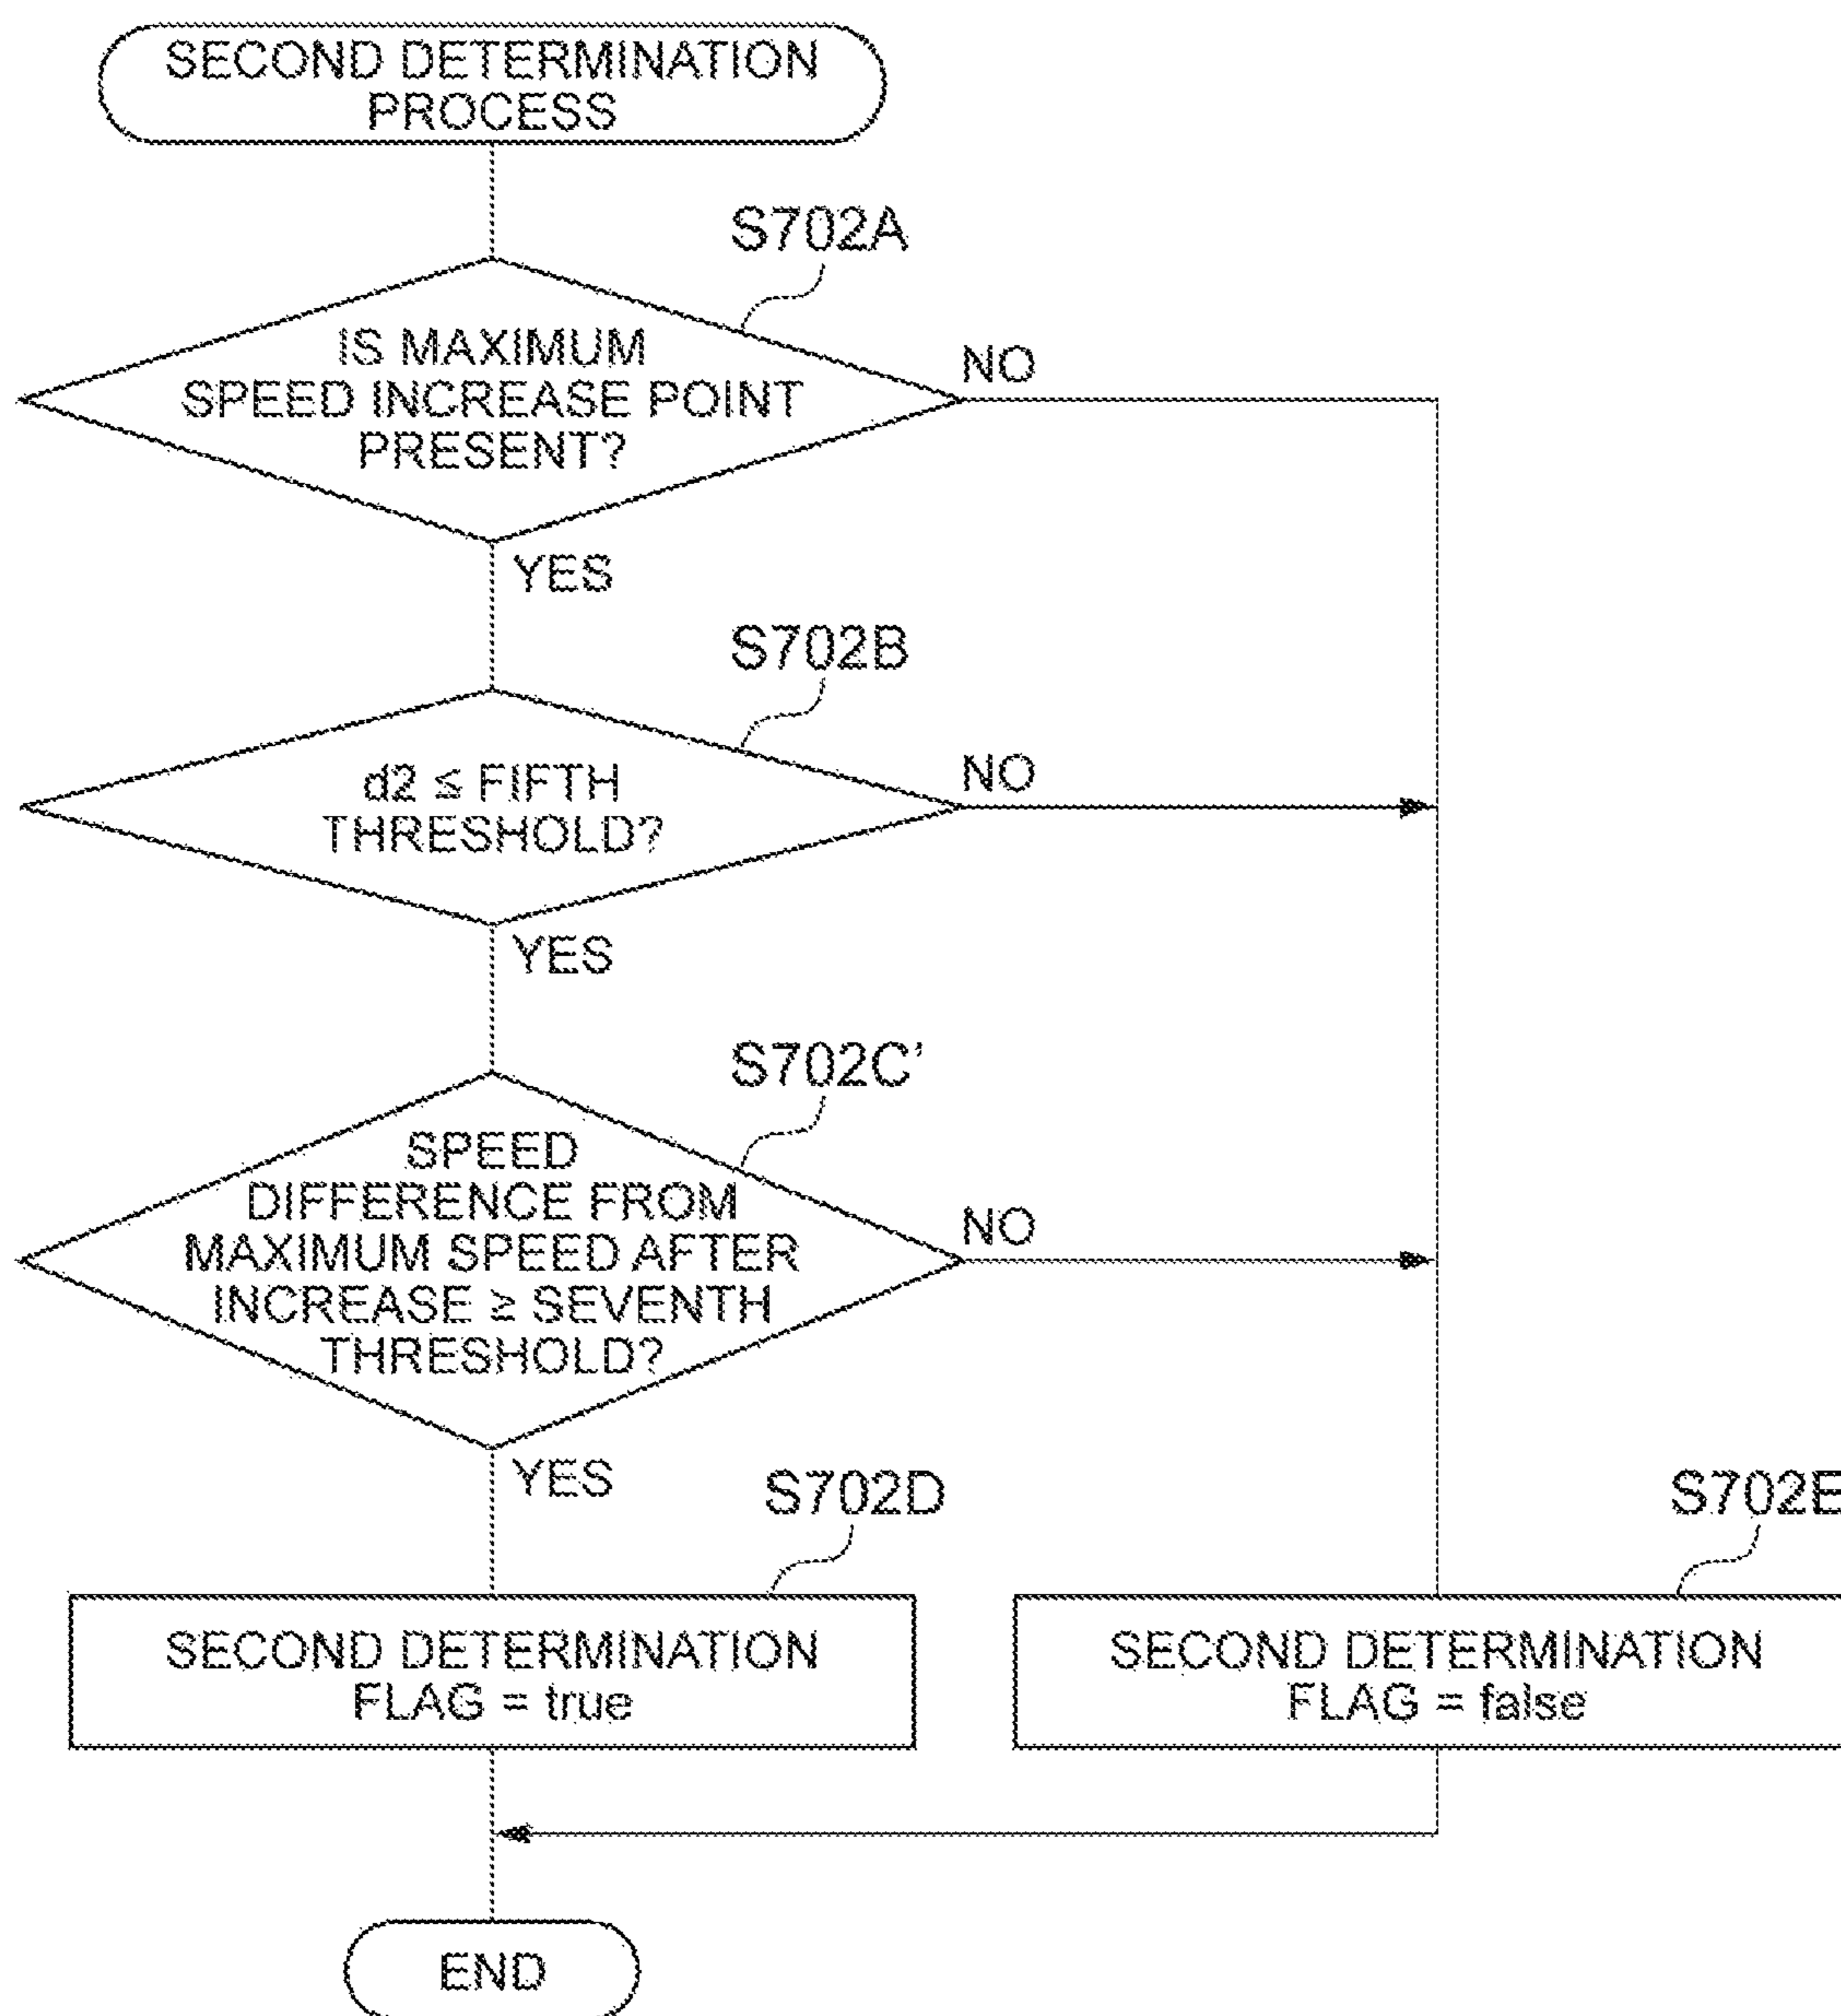 SECOND DETERMINATION
PROCESS
S702A
IS MAXIMUM
SPEED INCREASE POINT
PRESENT?
NO
YES
S702B
d2 ≤ FIFTH
THRESHOLD?
NO
YES
S702C'
SPEED
DIFFERENCE FROM
MAXIMUM SPEED AFTER
INCREASE ≥ SEVENTH
THRESHOLD?
NO
YES
S702D
SECOND DETERMINATION
FLAG = true
S702E
SECOND DETERMINATION
FLAG = false
END